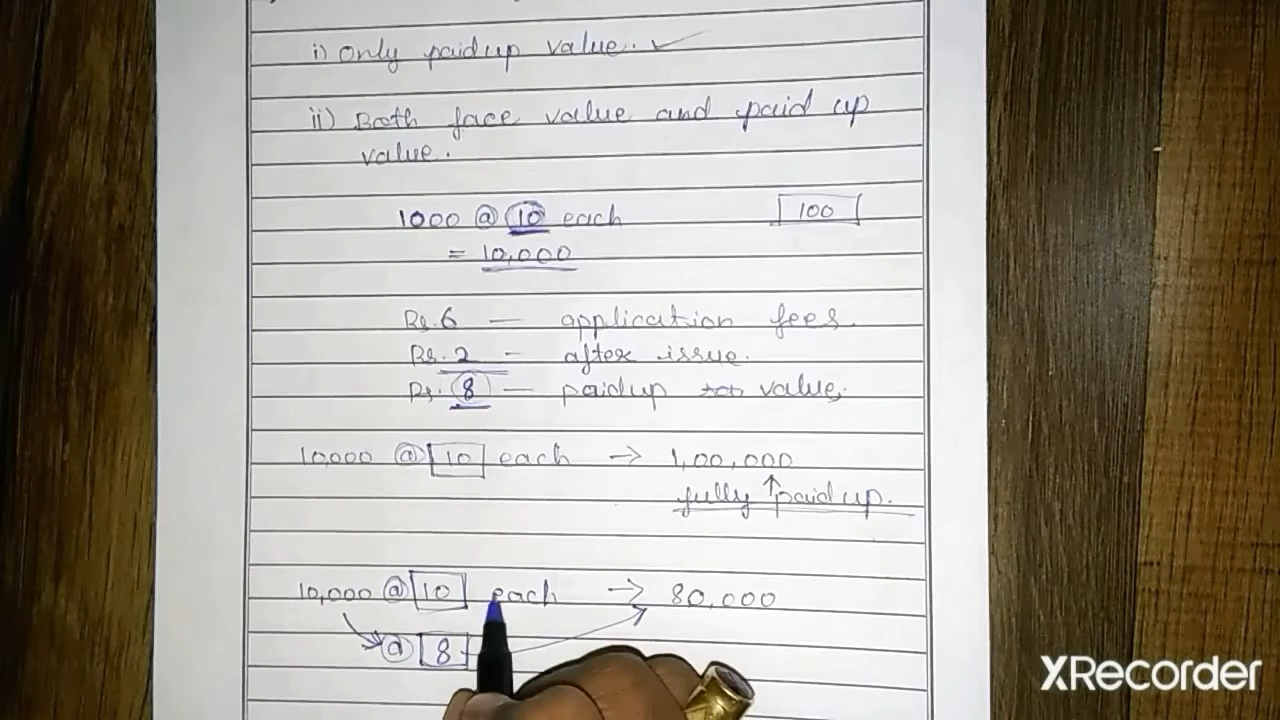 i) Only paidup value. ✓
ii) Both face value and paid up
value.
1000 @ 10 each
100
= 10,000
Rs.6 — application fees.
Rs.2 - after issue.
Rs. 8 — paidup value.
10,000 @ 10 each → 1,00,000
↑
fully paid up.
10,000 @ 10 each → 80,000
@ 8
XRecorder